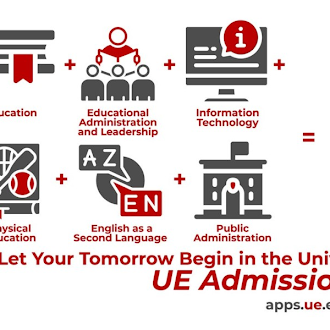 + + +
ucation Educational Information
Administration Technology
and Leadership
i
=
AZ
EN
+ +
ysical English as a Public
ucation Second Language Administration
Let Your Tomorrow Begin in the Uni
UE Admissio
apps.ue.e